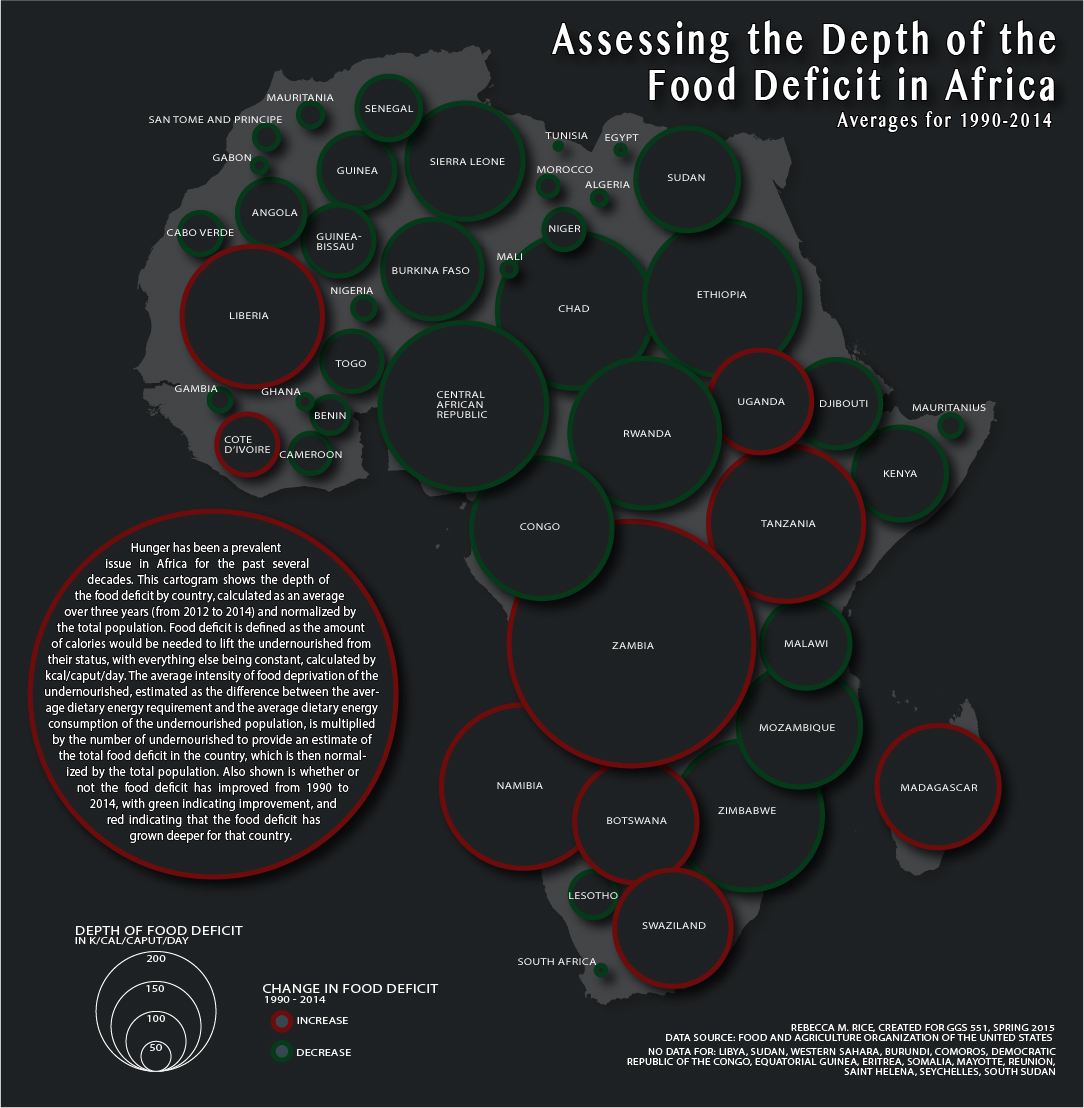 Assessing the Depth of the
Food Deficit in Africa
Averages for 1990-2014
MAURITANIA
SENEGAL
SAN TOME AND PRINCIPE
GABON
GUINEA
SIERRA LEONE
TUNISIA
EGYPT
MOROCCO
ALGERIA
SUDAN
ANGOLA
CABO VERDE
GUINEA-
BISSAU
NIGER
MALI
BURKINA FASO
NIGERIA
LIBERIA
CHAD
ETHIOPIA
TOGO
GAMBIA
GHANA
BENIN
CENTRAL
AFRICAN
REPUBLIC
RWANDA
UGANDA
DJIBOUTI
MAURITANIUS
COTE
D'IVOIRE
CAMEROON
KENYA
CONGO
TANZANIA
ZAMBIA
MALAWI
MOZAMBIQUE
NAMIBIA
BOTSWANA
ZIMBABWE
MADAGASCAR
LESOTHO
SWAZILAND
SOUTH AFRICA
Hunger has been a prevalent
issue in Africa for the past several
decades. This cartogram shows the depth of
the food deficit by country, calculated as an average
over three years (from 2012 to 2014) and normalized by
the total population. Food deficit is defined as the amount
of calories would be needed to lift the undernourished from
their status, with everything else being constant, calculated by
kcal/caput/day. The average intensity of food deprivation of the
undernourished, estimated as the difference between the aver-
age dietary energy requirement and the average dietary energy
consumption of the undernourished population, is multiplied
by the number of undernourished to provide an estimate of
the total food deficit in the country, which is then normal-
ized by the total population. Also shown is whether or
not the food deficit has improved from 1990 to
2014, with green indicating improvement, and
red indicating that the food deficit has
grown deeper for that country.
DEPTH OF FOOD DEFICIT
IN K/CAL/CAPUT/DAY
200
150
100
50
CHANGE IN FOOD DEFICIT
1990 - 2014
INCREASE
DECREASE
REBECCA M. RICE, CREATED FOR GGS 551, SPRING 2015
DATA SOURCE: FOOD AND AGRICULTURE ORGANIZATION OF THE UNITED STATES
NO DATA FOR: LIBYA, SUDAN, WESTERN SAHARA, BURUNDI, COMOROS, DEMOCRATIC
REPUBLIC OF THE CONGO, EQUATORIAL GUINEA, ERITREA, SOMALIA, MAYOTTE, REUNION,
SAINT HELENA, SEYCHELLES, SOUTH SUDAN